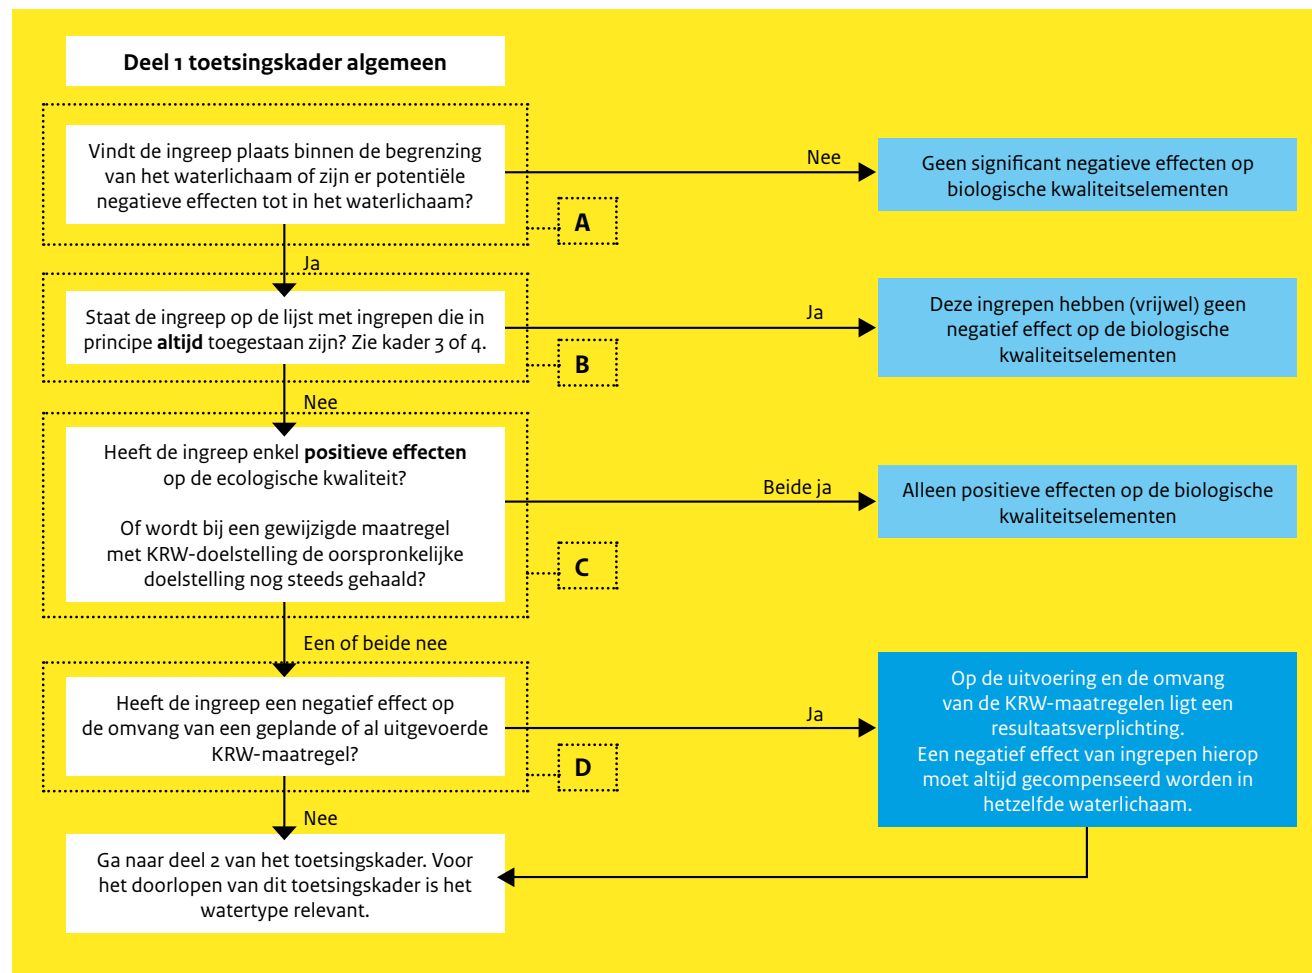 Deel 1 toetsingskader algemeen
Vindt de ingreep plaats binnen de begrenzing
van het waterlichaam of zijn er potentiële
negatieve effecten tot in het waterlichaam?
Nee
Geen significant negatieve effecten op
biologische kwaliteitselementen
A
Ja
Staat de ingreep op de lijst met ingrepen die in
principe altijd toegestaan zijn? Zie kader 3 of 4.
Ja
Deze ingrepen hebben (vrijwel) geen
negatief effect op de biologische
kwaliteitselementen
B
Nee
Heeft de ingreep enkel positieve effecten
op de ecologische kwaliteit?
Of wordt bij een gewijzigde maatregel
met KRW-doelstelling de oorspronkelijke
doelstelling nog steeds gehaald?
Beide ja
Alleen positieve effecten op de biologische
kwaliteitselementen
C
Een of beide nee
Heeft de ingreep een negatief effect op
de omvang van een geplande of al uitgevoerde
KRW-maatregel?
Ja
Op de uitvoering en de omvang
van de KRW-maatregelen ligt een
resultaatsverplichting.
Een negatief effect van ingrepen hierop
moet altijd gecompenseerd worden in
hetzelfde waterlichaam.
D
Nee
Ga naar deel 2 van het toetsingskader. Voor
het doorlopen van dit toetsingskader is het
watertype relevant.